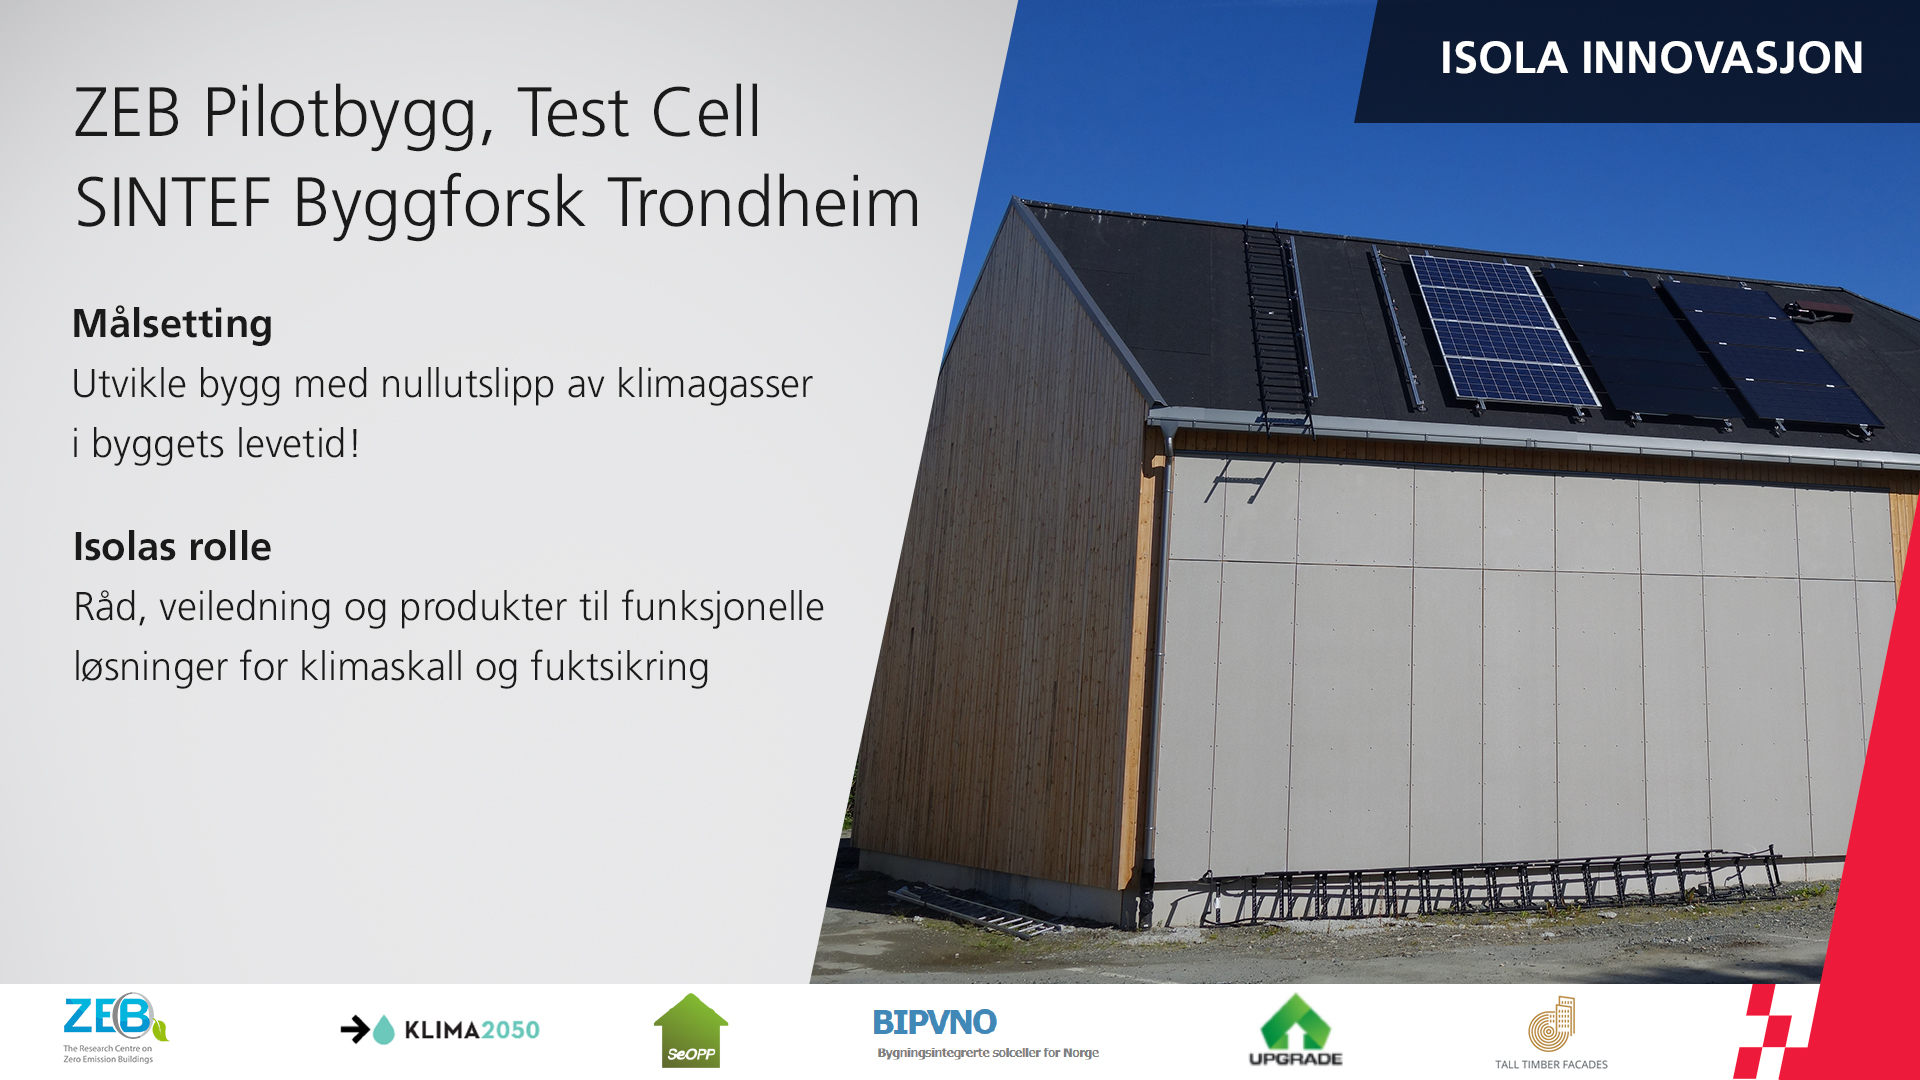 ISOLA INNOVASJON
ZEB Pilotbygg, Test Cell
SINTEF Byggforsk Trondheim
Målsetting
Utvikle bygg med nullutslipp av klimagasser
i byggets levetid!
Isolas rolle
Råd, veiledning og produkter til funksjonelle
løsninger for klimaskall og fuktsikring
ZEB
The Research Centre on
Zero Emission Buildings
KLIMA2050
SeOPP
BIPVNO
Bygningsintegrerte solceller for Norge
UPGRADE
TALL TIMBER FACADES